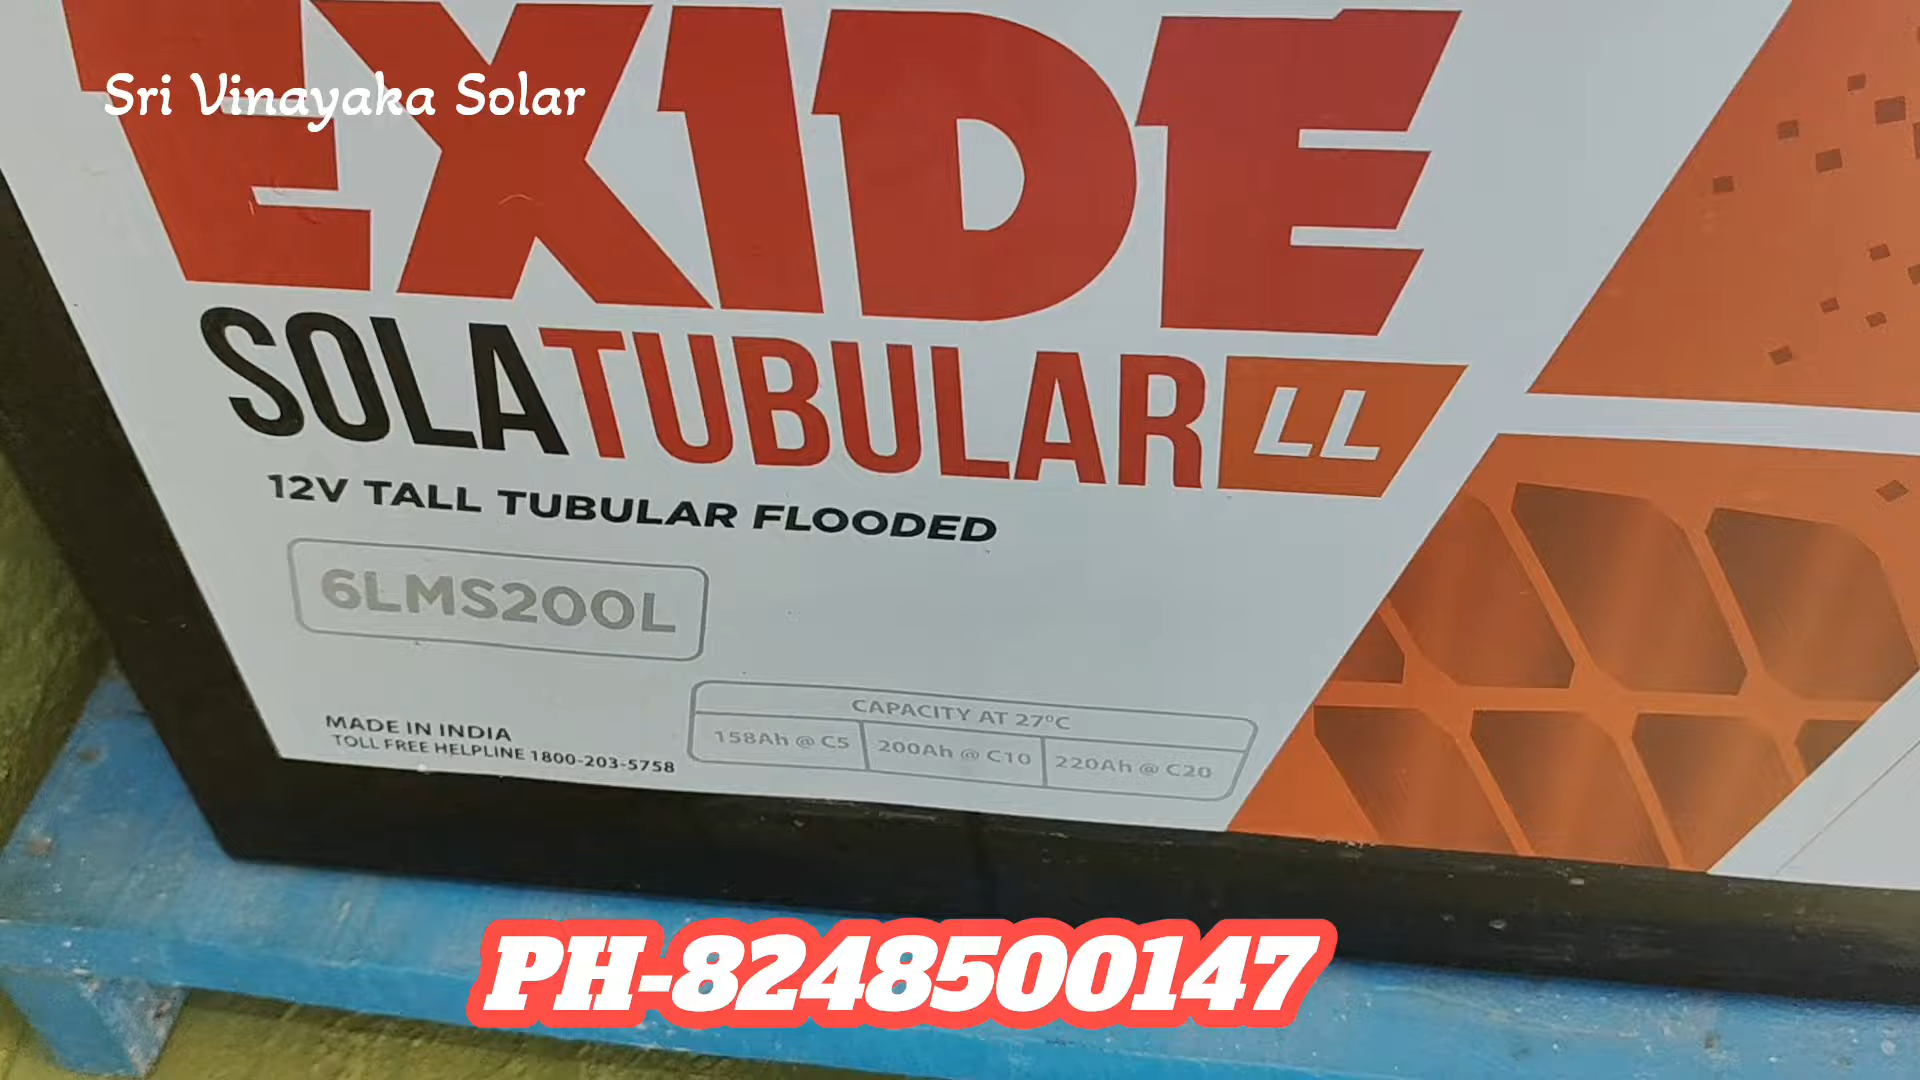 EXIDE
Sri Vinayaka Solar
SOLATUBULAR LL
12V TALL TUBULAR FLOODED
6LMS200L
MADE IN INDIA
TOLL FREE HELPLINE 1800-203-5758
CAPACITY AT 27ºC
158Ah @ C5 200Ah @ C10 220Ah @ C20
PH-8248500147